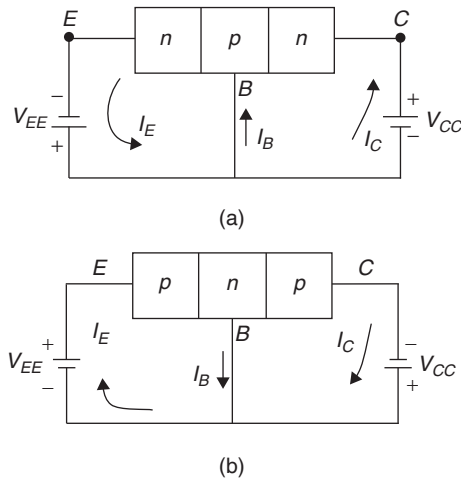 E C
n p n
B
− +
V_EE I_E I_B I_C V_CC
+ −
(a)
E C
p n p
B
+ −
V_EE I_E I_B I_C V_CC
− +
(b)